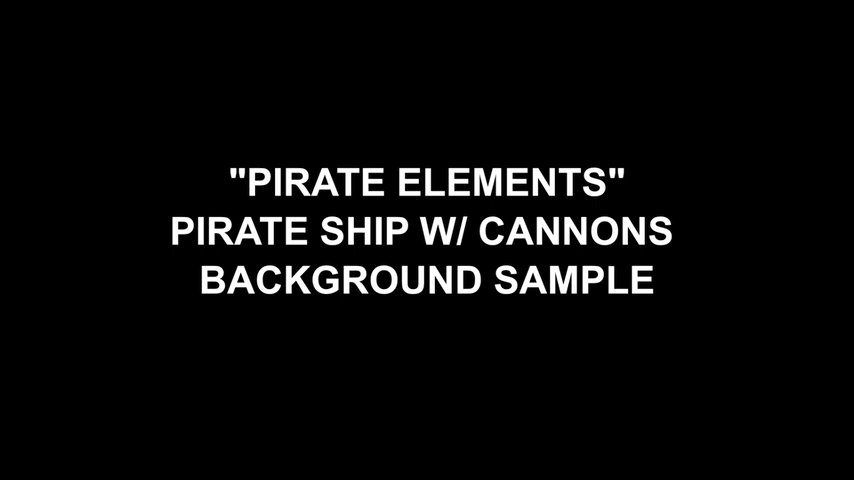 "PIRATE ELEMENTS"
PIRATE SHIP W/ CANNONS
BACKGROUND SAMPLE